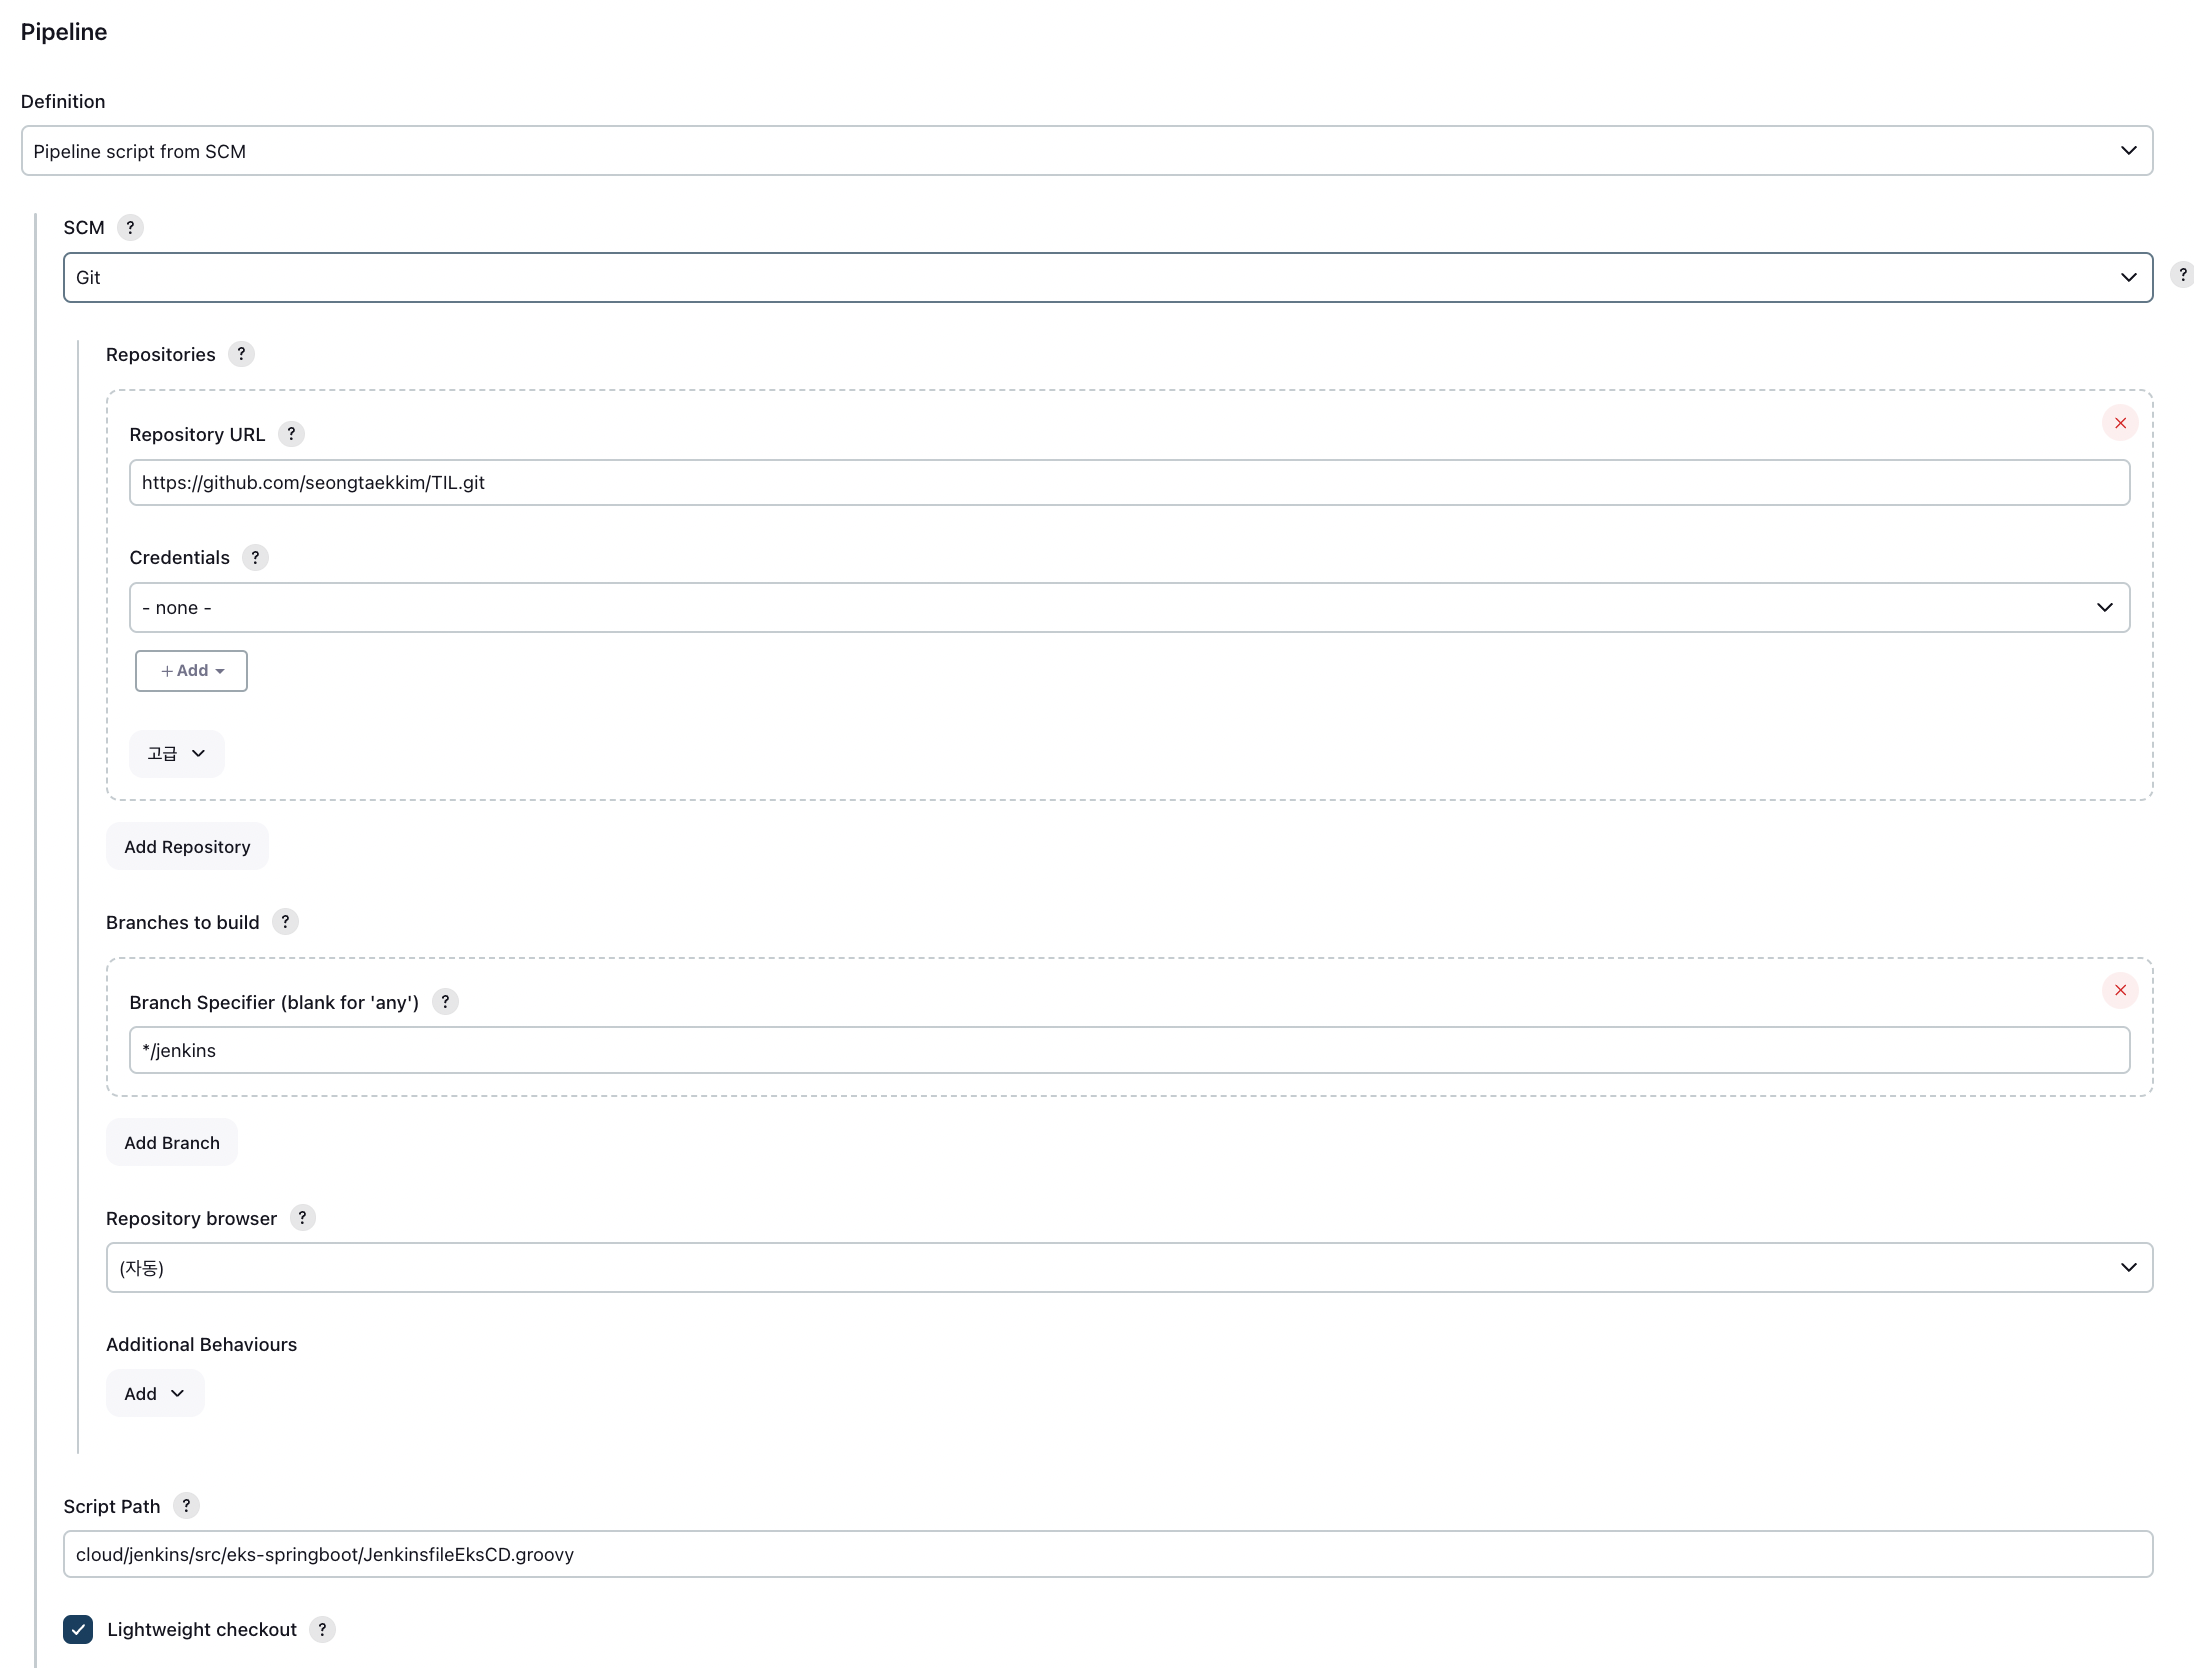 Pipeline
Definition
Pipeline script from SCM
SCM ?
Git
?
Repositories ?
Repository URL ?
https://github.com/seongtaekkim/TIL.git
Credentials ?
- none -
+ Add
고급
Add Repository
Branches to build ?
Branch Specifier (blank for 'any') ?
*/jenkins
Add Branch
Repository browser ?
(자동)
Additional Behaviours
Add
Script Path ?
cloud/jenkins/src/eks-springboot/JenkinsfileEksCD.groovy
Lightweight checkout ?